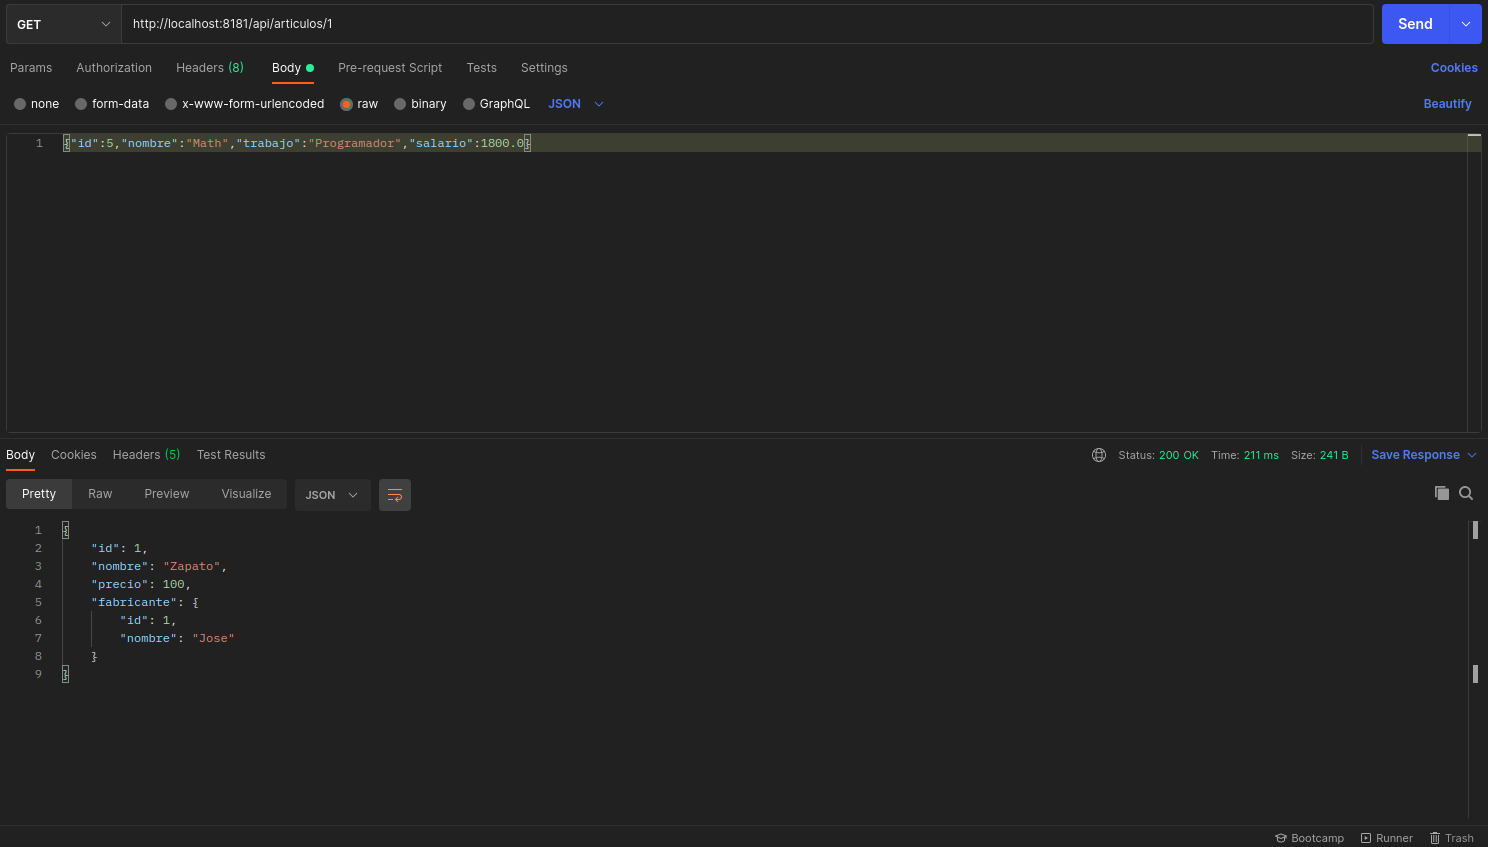 GET http://localhost:8181/api/articulos/1 Send
Params Authorization Headers (8) Body Pre-request Script Tests Settings Cookies
none form-data x-www-form-urlencoded raw binary GraphQL JSON Beautify
1 {"id":5,"nombre":"Math","trabajo":"Programador","salario":1800.0}
Body Cookies Headers (5) Test Results Status: 200 OK Time: 211 ms Size: 241 B Save Response
Pretty Raw Preview Visualize JSON
1 {
2 "id": 1,
3 "nombre": "Zapato",
4 "precio": 100,
5 "fabricante": {
6 "id": 1,
7 "nombre": "Jose"
8 }
9 }
Bootcamp Runner Trash